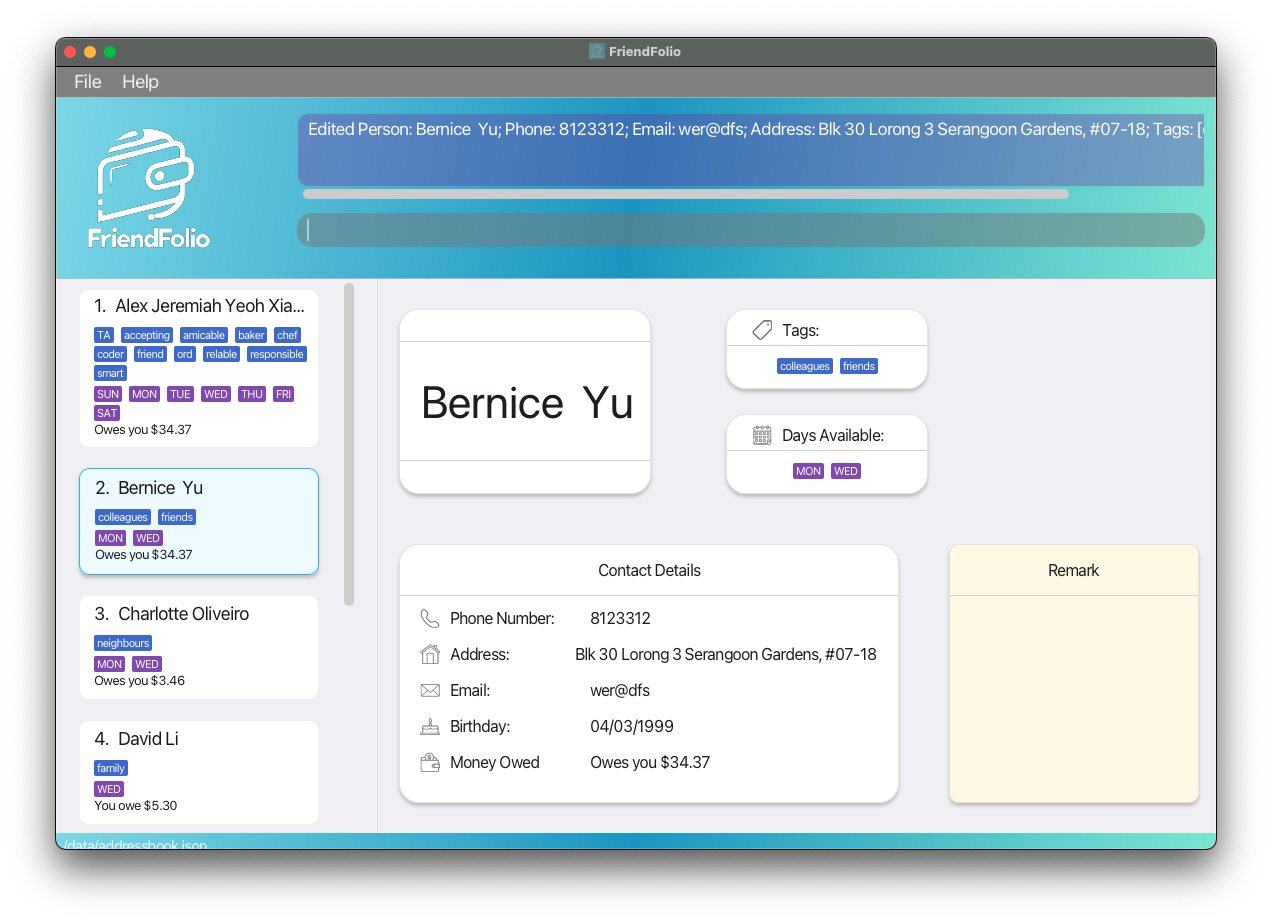 FriendFolio
File Help
Edited Person: Bernice  Yu; Phone: 8123312; Email: wer@dfs; Address: Blk 30 Lorong 3 Serangoon Gardens, #07-18; Tags: [
FriendFolio
1. Alex Jeremiah Yeoh Xia...
TA accepting amicable baker chef
coder friend ord relable responsible
smart
SUN MON TUE WED THU FRI
SAT
Owes you $34.37
2. Bernice  Yu
colleagues friends
MON WED
Owes you $34.37
3. Charlotte Oliveiro
neighbours
MON WED
Owes you $3.46
4. David Li
family
WED
You owe $5.30
Bernice  Yu
Tags:
colleagues friends
Days Available:
MON WED
Contact Details
Phone Number: 8123312
Address: Blk 30 Lorong 3 Serangoon Gardens, #07-18
Email: wer@dfs
Birthday: 04/03/1999
Money Owed Owes you $34.37
Remark
/data/addressbook.json